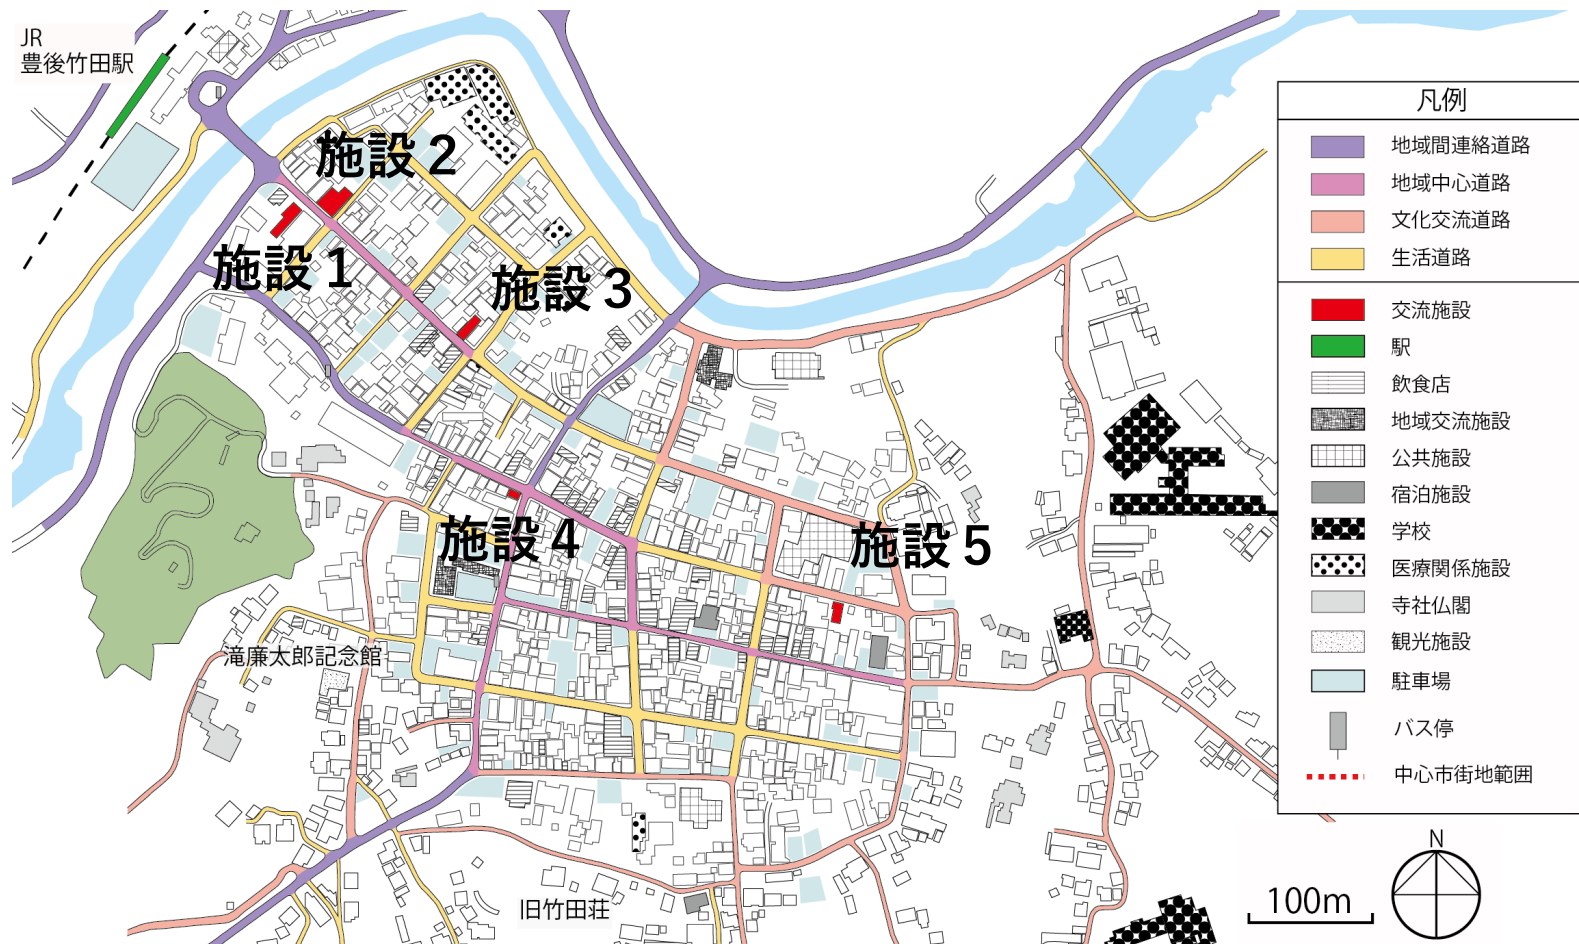 JR
豊後竹田駅
施設２
施設１
施設３
施設４
施設５
滝廉太郎記念館
旧竹田荘
凡例
地域間連絡道路
地域中心道路
文化交流道路
生活道路
交流施設
駅
飲食店
地域交流施設
公共施設
宿泊施設
学校
医療関係施設
寺社仏閣
観光施設
駐車場
バス停
中心市街地範囲
N
100m